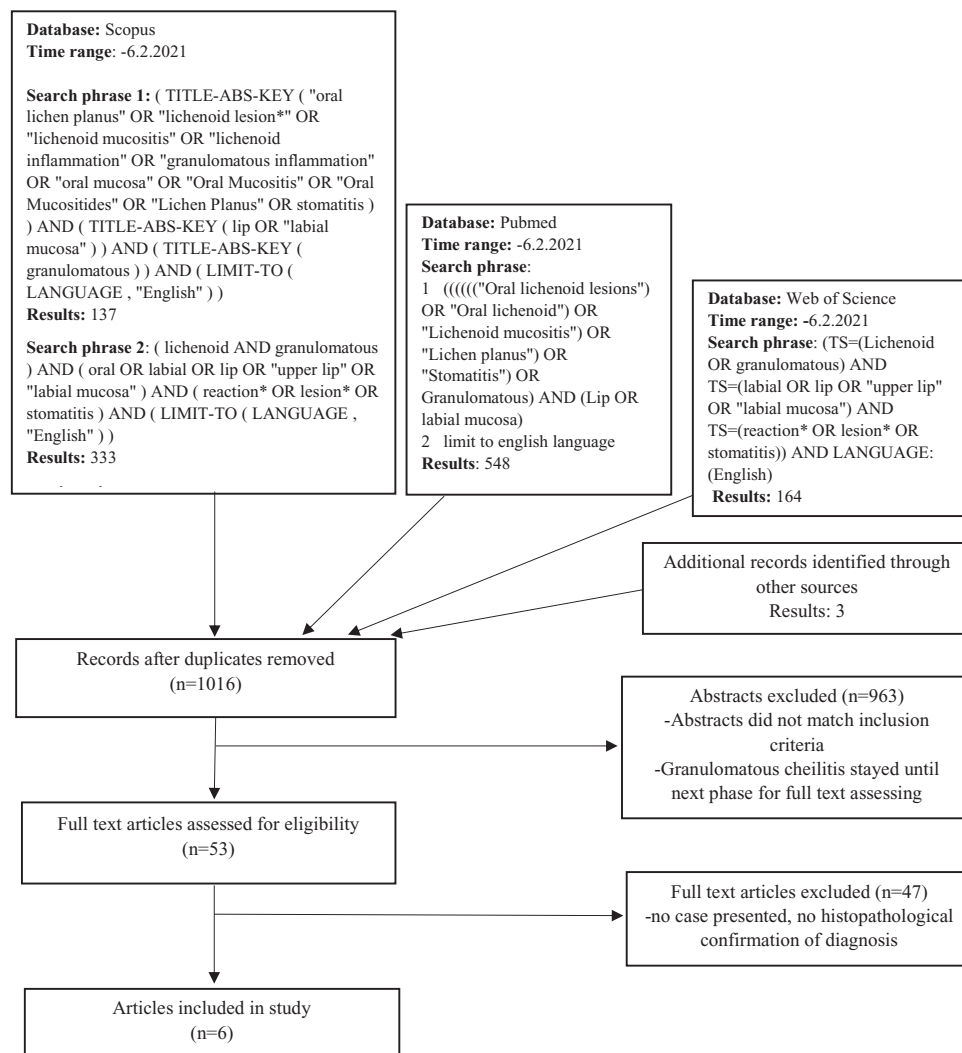 Database: Scopus
Time range: -6.2.2021
Search phrase 1: ( TITLE-ABS-KEY ( "oral
lichen planus" OR "lichenoid lesion*" OR
"lichenoid mucositis" OR "lichenoid
inflammation" OR "granulomatous inflammation"
OR "oral mucosa" OR "Oral Mucositis" OR "Oral
Mucositides" OR "Lichen Planus" OR stomatitis )
) AND ( TITLE-ABS-KEY ( lip OR "labial
mucosa" ) ) AND ( TITLE-ABS-KEY (
granulomatous ) ) AND ( LIMIT-TO (
LANGUAGE , "English" ) )
Results: 137
Search phrase 2: ( lichenoid AND granulomatous
) AND ( oral OR labial OR lip OR "upper lip" OR
"labial mucosa" ) AND ( reaction* OR lesion* OR
stomatitis ) AND ( LIMIT-TO ( LANGUAGE ,
"English" ) )
Results: 333
Database: Pubmed
Time range: -6.2.2021
Search phrase:
1 (((((("Oral lichenoid lesions")
OR "Oral lichenoid") OR
"Lichenoid mucositis") OR
"Lichen planus") OR
"Stomatitis") OR
Granulomatous) AND (Lip OR
labial mucosa)
2 limit to english language
Results: 548
Database: Web of Science
Time range: -6.2.2021
Search phrase: (TS=(Lichenoid
OR granulomatous) AND
TS=(labial OR lip OR "upper lip"
OR "labial mucosa") AND
TS=(reaction* OR lesion* OR
stomatitis)) AND LANGUAGE:
(English)
Results: 164
Additional records identified through
other sources
Results: 3
Records after duplicates removed
(n=1016)
Abstracts excluded (n=963)
-Abstracts did not match inclusion
criteria
-Granulomatous cheilitis stayed until
next phase for full text assessing
Full text articles assessed for eligibility
(n=53)
Full text articles excluded (n=47)
-no case presented, no histopathological
confirmation of diagnosis
Articles included in study
(n=6)